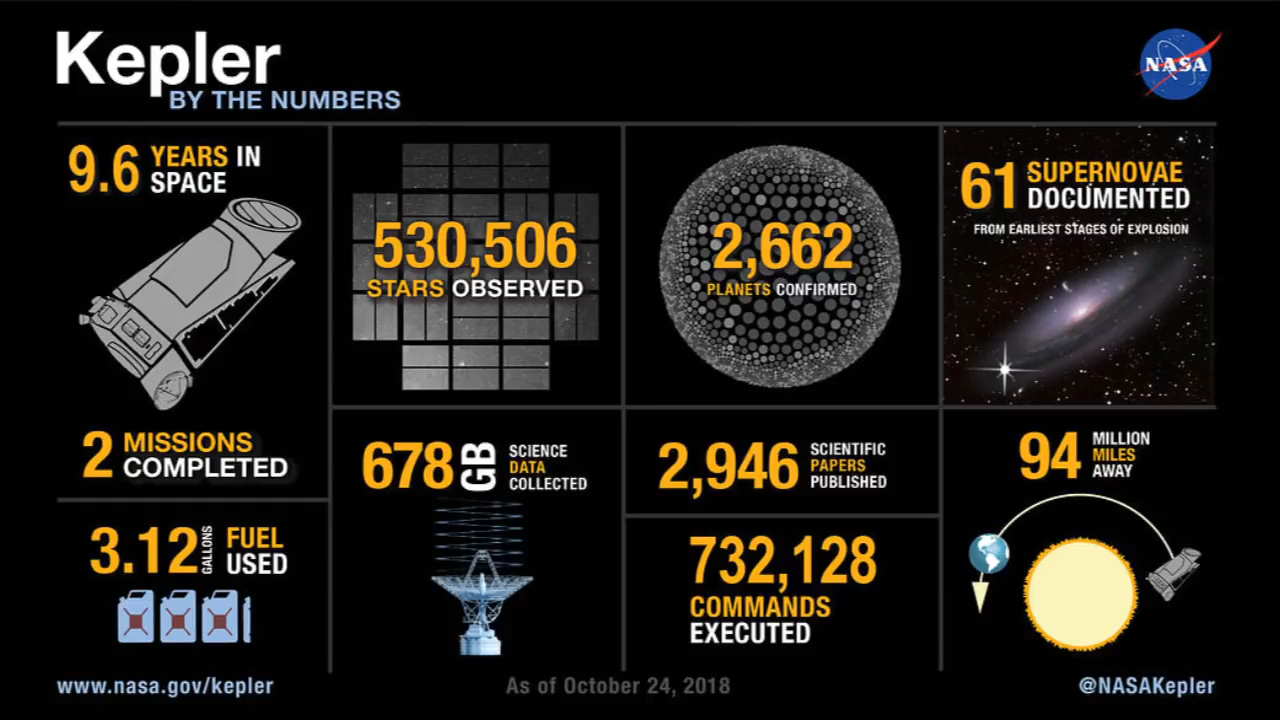 Kepler
BY THE NUMBERS
NASA
9.6 YEARS IN
SPACE
530,506
STARS OBSERVED
2,662
PLANETS CONFIRMED
61 SUPERNOVAE
DOCUMENTED
FROM EARLIEST STAGES OF EXPLOSION
2 MISSIONS
COMPLETED
678 GB SCIENCE
DATA
COLLECTED
2,946 SCIENTIFIC
PAPERS
PUBLISHED
94 MILLION
MILES
AWAY
3.12 GALLONS FUEL
USED
732,128
COMMANDS
EXECUTED
www.nasa.gov/kepler
As of October 24, 2018
@NASAKepler